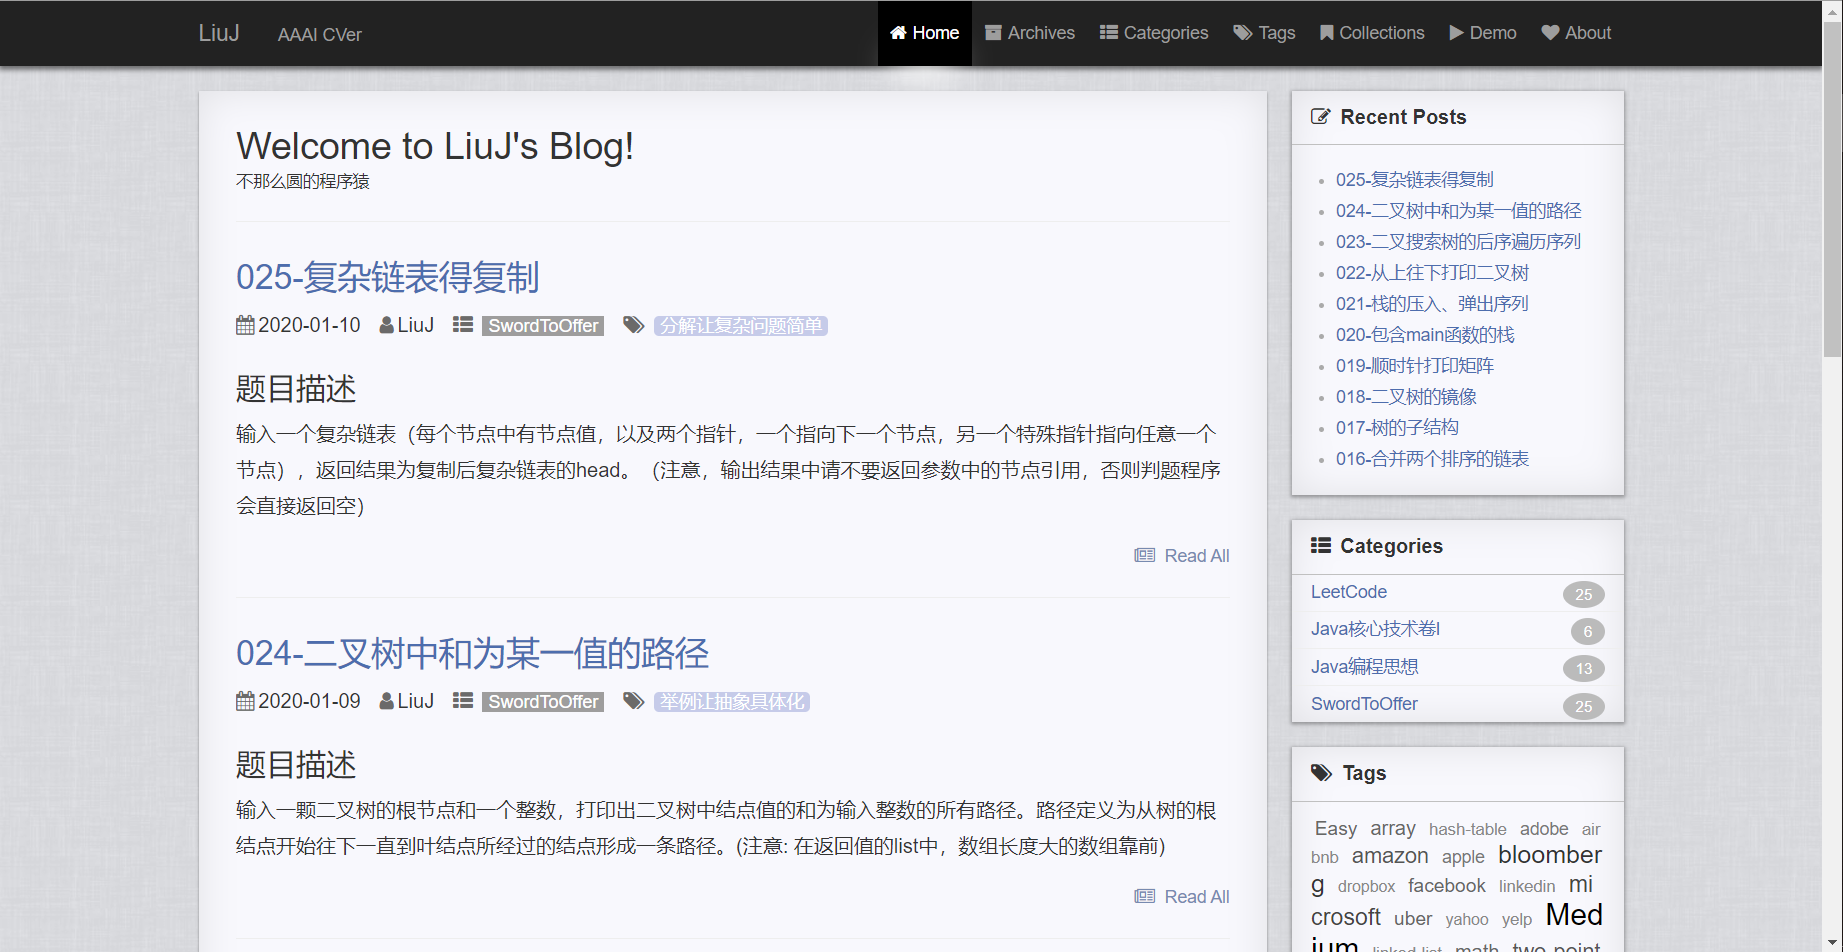 LiuJ AAAI CVer Home Archives Categories Tags Collections Demo About
Welcome to LiuJ's Blog!
不那么圆的程序猿
025-复杂链表得复制
2020-01-10 LiuJ SwordToOffer 分解让复杂问题简单
题目描述
输入一个复杂链表（每个节点中有节点值，以及两个指针，一个指向下一个节点，另一个特殊指针指向任意一个
节点），返回结果为复制后复杂链表的head。（注意，输出结果中请不要返回参数中的节点引用，否则判题程序
会直接返回空）
Read All
024-二叉树中和为某一值的路径
2020-01-09 LiuJ SwordToOffer 举例让抽象具体化
题目描述
输入一颗二叉树的根节点和一个整数，打印出二叉树中结点值的和为输入整数的所有路径。路径定义为从树的根
结点开始往下一直到叶结点所经过的结点形成一条路径。(注意: 在返回值的list中，数组长度大的数组靠前)
Read All
Recent Posts
025-复杂链表得复制
024-二叉树中和为某一值的路径
023-二叉搜索树的后序遍历序列
022-从上往下打印二叉树
021-栈的压入、弹出序列
020-包含main函数的栈
019-顺时针打印矩阵
018-二叉树的镜像
017-树的子结构
016-合并两个排序的链表
Categories
LeetCode 25
Java核心技术卷I 6
Java编程思想 13
SwordToOffer 25
Tags
Easy array hash-table adobe air
bnb amazon apple bloomber
g dropbox facebook linkedin mi
crosoft uber yahoo yelp Med
ium linked-list math two-point